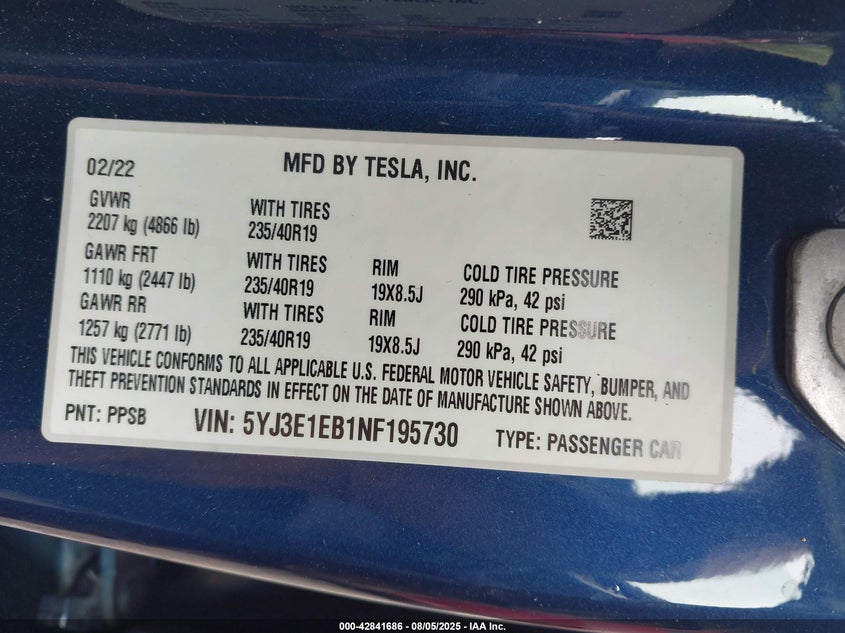 02/22 MFD BY TESLA, INC.
GVWR WITH TIRES
2207 kg (4866 lb) 235/40R19
GAWR FRT WITH TIRES RIM COLD TIRE PRESSURE
1110 kg (2447 lb) 235/40R19 19X8.5J 290 kPa, 42 psi
GAWR RR WITH TIRES RIM COLD TIRE PRESSURE
1257 kg (2771 lb) 235/40R19 19X8.5J 290 kPa, 42 psi
THIS VEHICLE CONFORMS TO ALL APPLICABLE U.S. FEDERAL MOTOR VEHICLE SAFETY, BUMPER, AND
THEFT PREVENTION STANDARDS IN EFFECT ON THE DATE OF MANUFACTURE SHOWN ABOVE.
PNT: PPSB VIN: 5YJ3E1EB1NF195730 TYPE: PASSENGER CAR
000-42841686 - 08/05/2025 - IAA Inc.